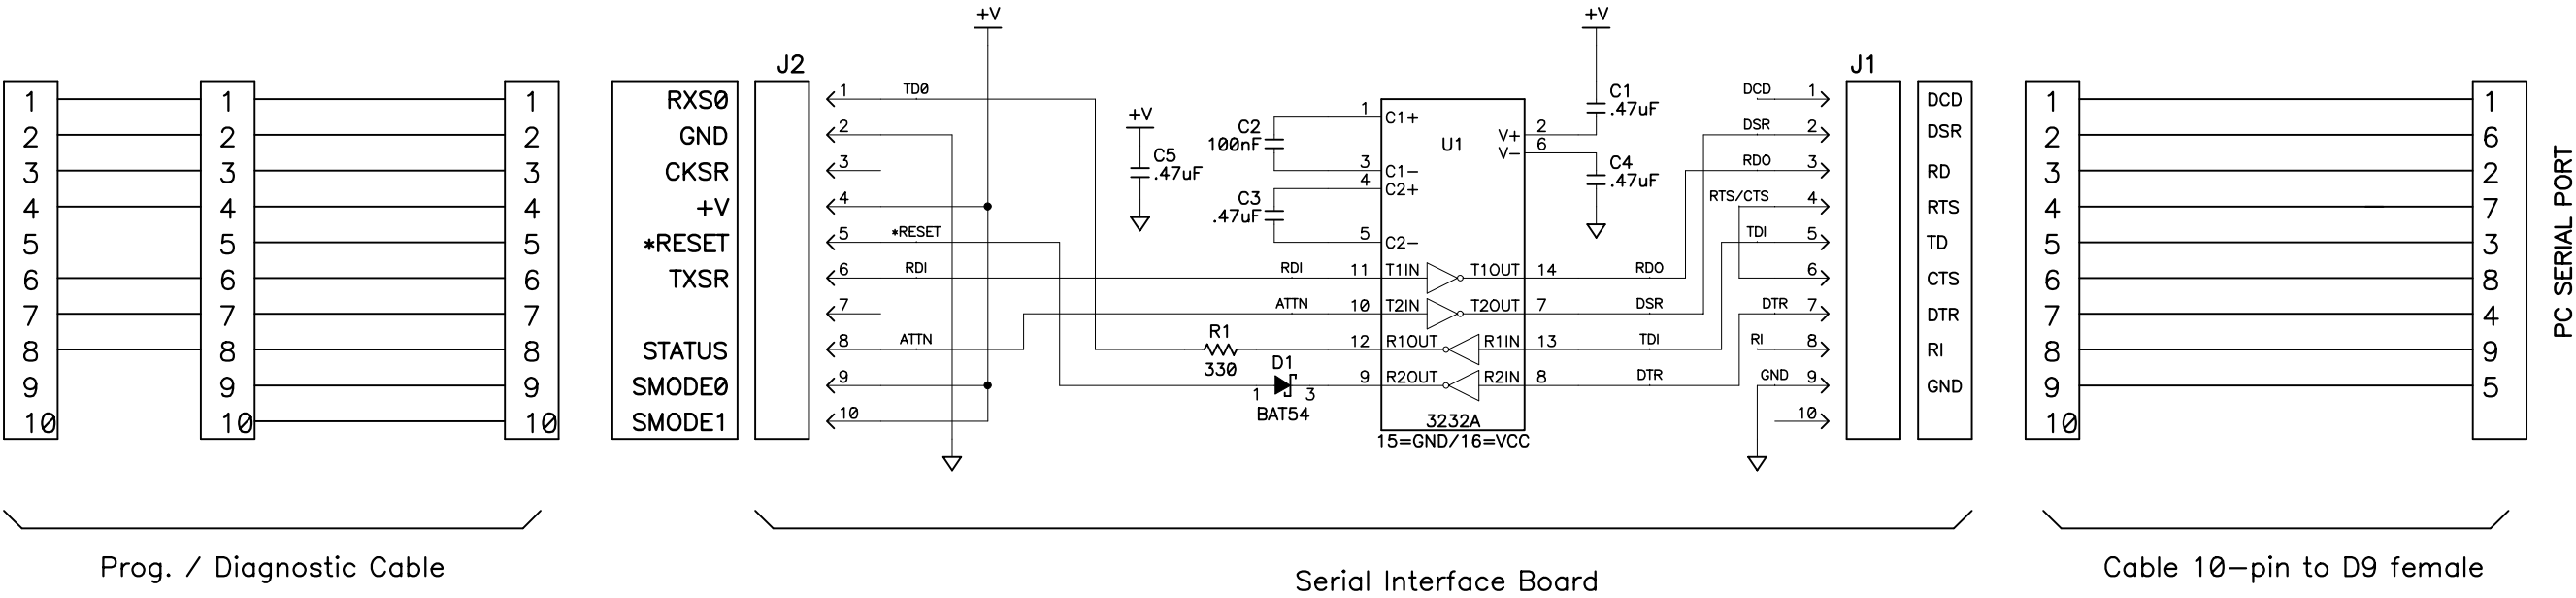 1 1 1
2 2 2
3 3 3
4 4 4
5 5 5
6 6 6
7 7 7
8 8 8
9 9 9
10 10 10
Prog. / Diagnostic Cable
RXS0
GND
CKSR
+V
*RESET
TXSR
STATUS
SMODE0
SMODE1
J2
1 TD0
2
3
4
5 *RESET
6 RDI
7
8 ATTN
9
10
+V
+V
C5
.47uF
C2
100nF
C3
.47uF
RDI
ATTN
R1
330
D1
1 3
BAT54
1 C1+
3 C1-
4 C2+
5 C2-
11 T1IN T1OUT 14
10 T2IN T2OUT 7
12 R1OUT R1IN 13
9 R2OUT R2IN 8
U1
V+ 2
V- 6
3232A
15=GND/16=VCC
+V
C1
.47uF
C4
.47uF
RDO
DSR
TDI
DTR
DCD 1
DSR 2
RDO 3
RTS/CTS 4
TDI 5
6
DTR 7
RI 8
GND 9
10
J1
DCD
DSR
RD
RTS
TD
CTS
DTR
RI
GND
Serial Interface Board
1 1
2 6
3 2
4 7
5 3
6 8
7 4
8 9
9 5
10
PC SERIAL PORT
Cable 10-pin to D9 female